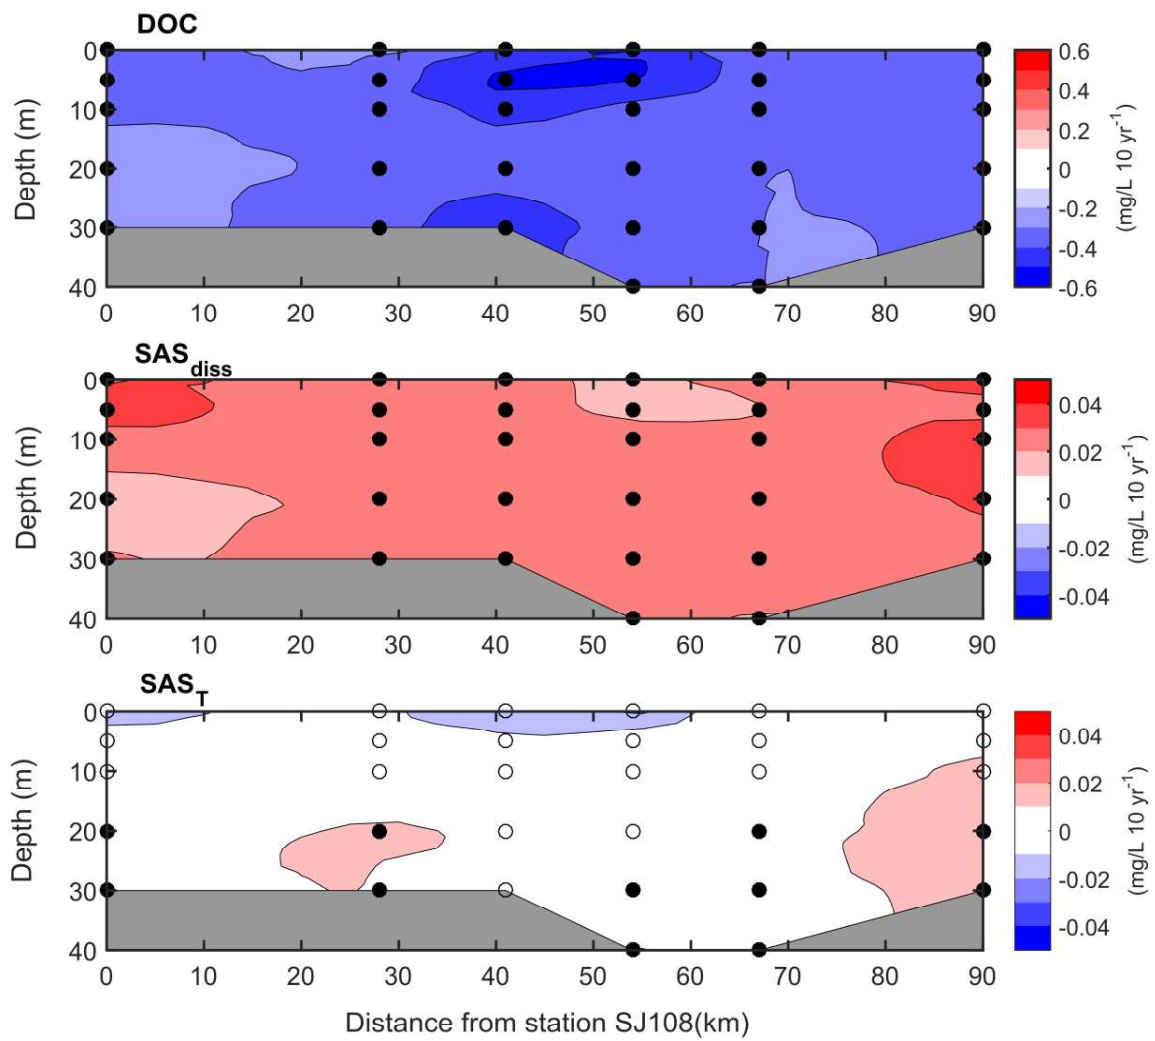 DOC
0
10
20
30
40
Depth (m)
0 10 20 30 40 50 60 70 80 90
0.6
0.4
0.2
0
-0.2
-0.4
-0.6
(mg/L 10 yr-1)
SASdiss
0
10
20
30
40
Depth (m)
0 10 20 30 40 50 60 70 80 90
0.04
0.02
0
-0.02
-0.04
(mg/L 10 yr-1)
SAST
0
10
20
30
40
Depth (m)
0 10 20 30 40 50 60 70 80 90
0.04
0.02
0
-0.02
-0.04
(mg/L 10 yr-1)
Distance from station SJ108(km)